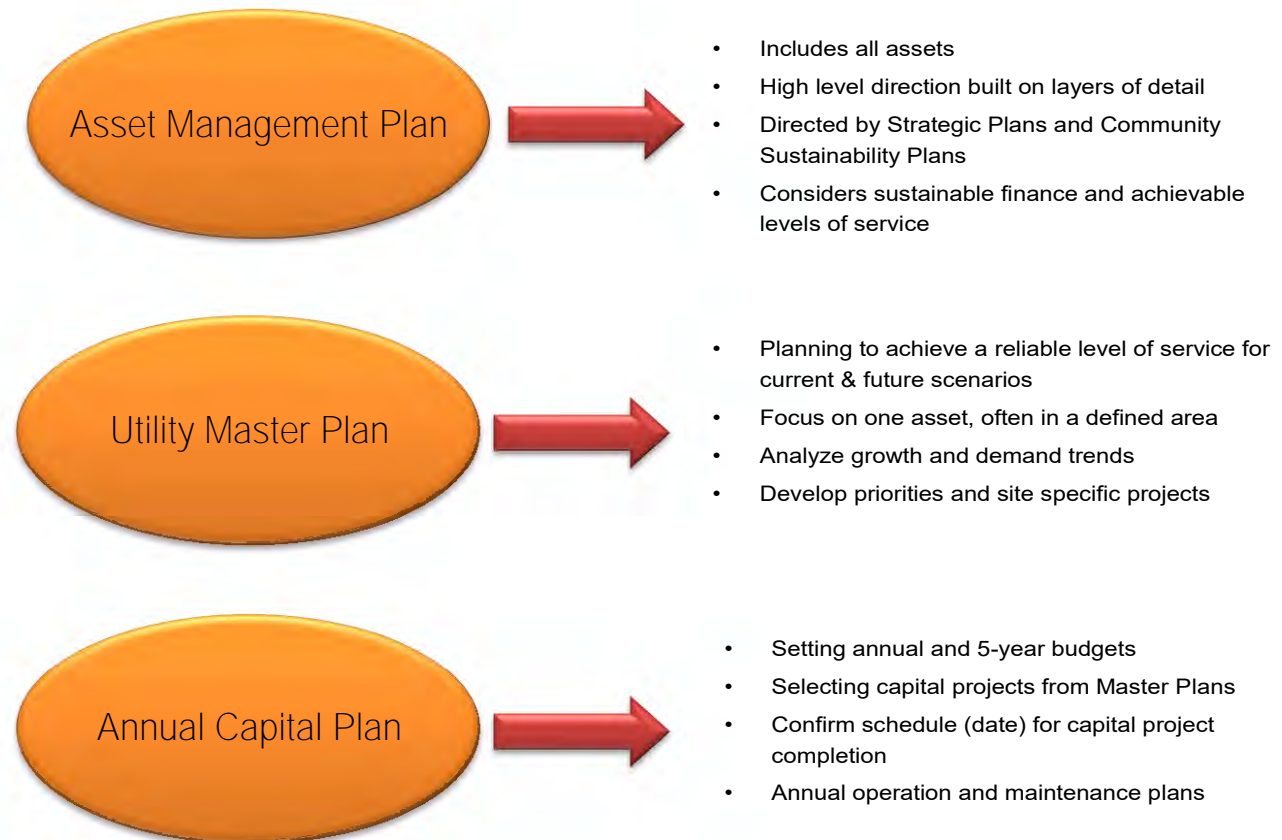 Asset Management Plan
• Includes all assets
• High level direction built on layers of detail
• Directed by Strategic Plans and Community
Sustainability Plans
• Considers sustainable finance and achievable
levels of service
Utility Master Plan
• Planning to achieve a reliable level of service for
current & future scenarios
• Focus on one asset, often in a defined area
• Analyze growth and demand trends
• Develop priorities and site specific projects
Annual Capital Plan
• Setting annual and 5-year budgets
• Selecting capital projects from Master Plans
• Confirm schedule (date) for capital project
completion
• Annual operation and maintenance plans